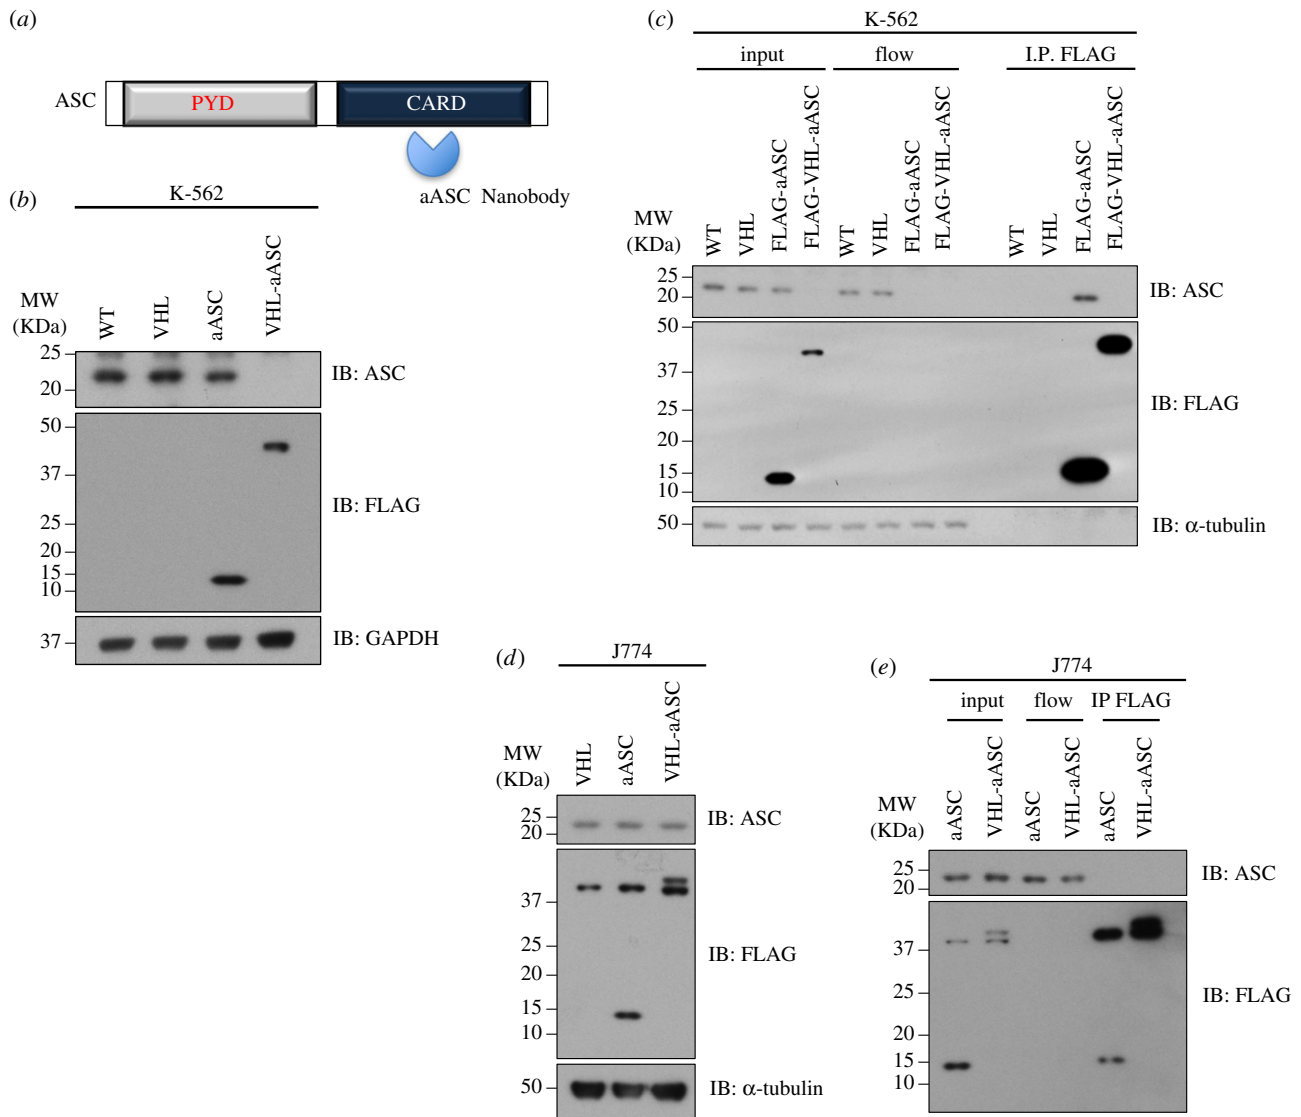 (a)
ASC
PYD
CARD
aASC Nanobody
(b)
K-562
MW
(KDa)
WT
VHL
aASC
VHL-aASC
25
20
IB: ASC
50
37
25
20
15
10
IB: FLAG
37
IB: GAPDH
(c)
K-562
input
flow
I.P. FLAG
MW
(KDa)
WT
VHL
FLAG-aASC
FLAG-VHL-aASC
WT
VHL
FLAG-aASC
FLAG-VHL-aASC
WT
VHL
FLAG-aASC
FLAG-VHL-aASC
25
20
IB: ASC
50
37
25
20
15
10
IB: FLAG
50
IB: α-tubulin
(d)
J774
MW
(KDa)
VHL
aASC
VHL-aASC
25
20
IB: ASC
37
25
20
15
10
IB: FLAG
50
IB: α-tubulin
(e)
J774
input
flow
IP FLAG
MW
(KDa)
aASC
VHL-aASC
aASC
VHL-aASC
aASC
VHL-aASC
25
20
IB: ASC
37
25
20
15
10
IB: FLAG